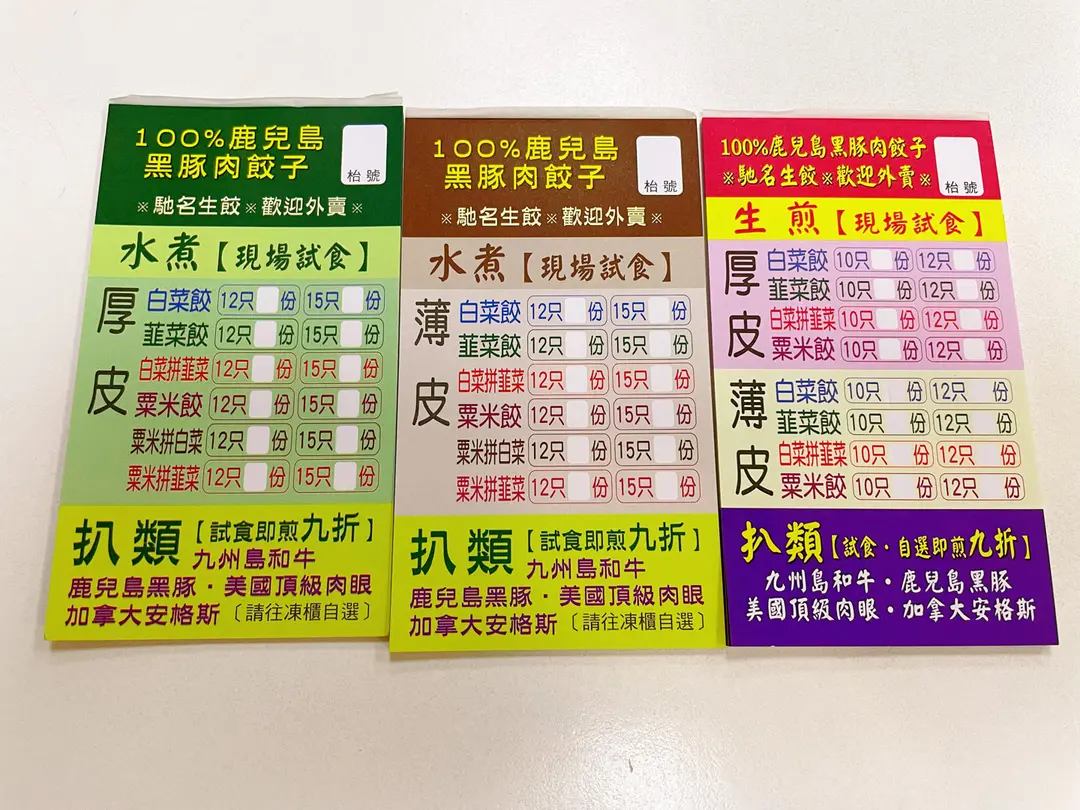 100%鹿兒島
黑豚肉餃子
枱號
※馳名生餃※歡迎外賣※
水煮【現場試食】
厚皮
白菜餃 12只 份 15只 份
韮菜餃 12只 份 15只 份
白菜拼韮菜 12只 份 15只 份
粟米餃 12只 份 15只 份
粟米拼白菜 12只 份 15只 份
粟米拼韮菜 12只 份 15只 份
扒類【試食即煎九折】
九州島和牛
鹿兒島黑豚・美國頂級肉眼
加拿大安格斯〔請往凍櫃自選〕
100%鹿兒島
黑豚肉餃子
枱號
※馳名生餃※歡迎外賣※
水煮【現場試食】
薄皮
白菜餃 12只 份 15只 份
韮菜餃 12只 份 15只 份
白菜拼韮菜 12只 份 15只 份
粟米餃 12只 份 15只 份
粟米拼白菜 12只 份 15只 份
粟米拼韮菜 12只 份 15只 份
扒類【試食即煎九折】
九州島和牛
鹿兒島黑豚・美國頂級肉眼
加拿大安格斯〔請往凍櫃自選〕
100%鹿兒島黑豚肉餃子
※馳名生餃※歡迎外賣※
枱號
生煎【現場試食】
厚皮
白菜餃 10只 份 12只 份
韮菜餃 10只 份 12只 份
白菜拼韮菜 10只 份 12只 份
粟米餃 10只 份 12只 份
薄皮
白菜餃 10只 份 12只 份
韮菜餃 10只 份 12只 份
白菜拼韮菜 10只 份 12只 份
粟米餃 10只 份 12只 份
扒類【試食・自選即煎九折】
九州島和牛・鹿兒島黑豚
美國頂級肉眼・加拿大安格斯